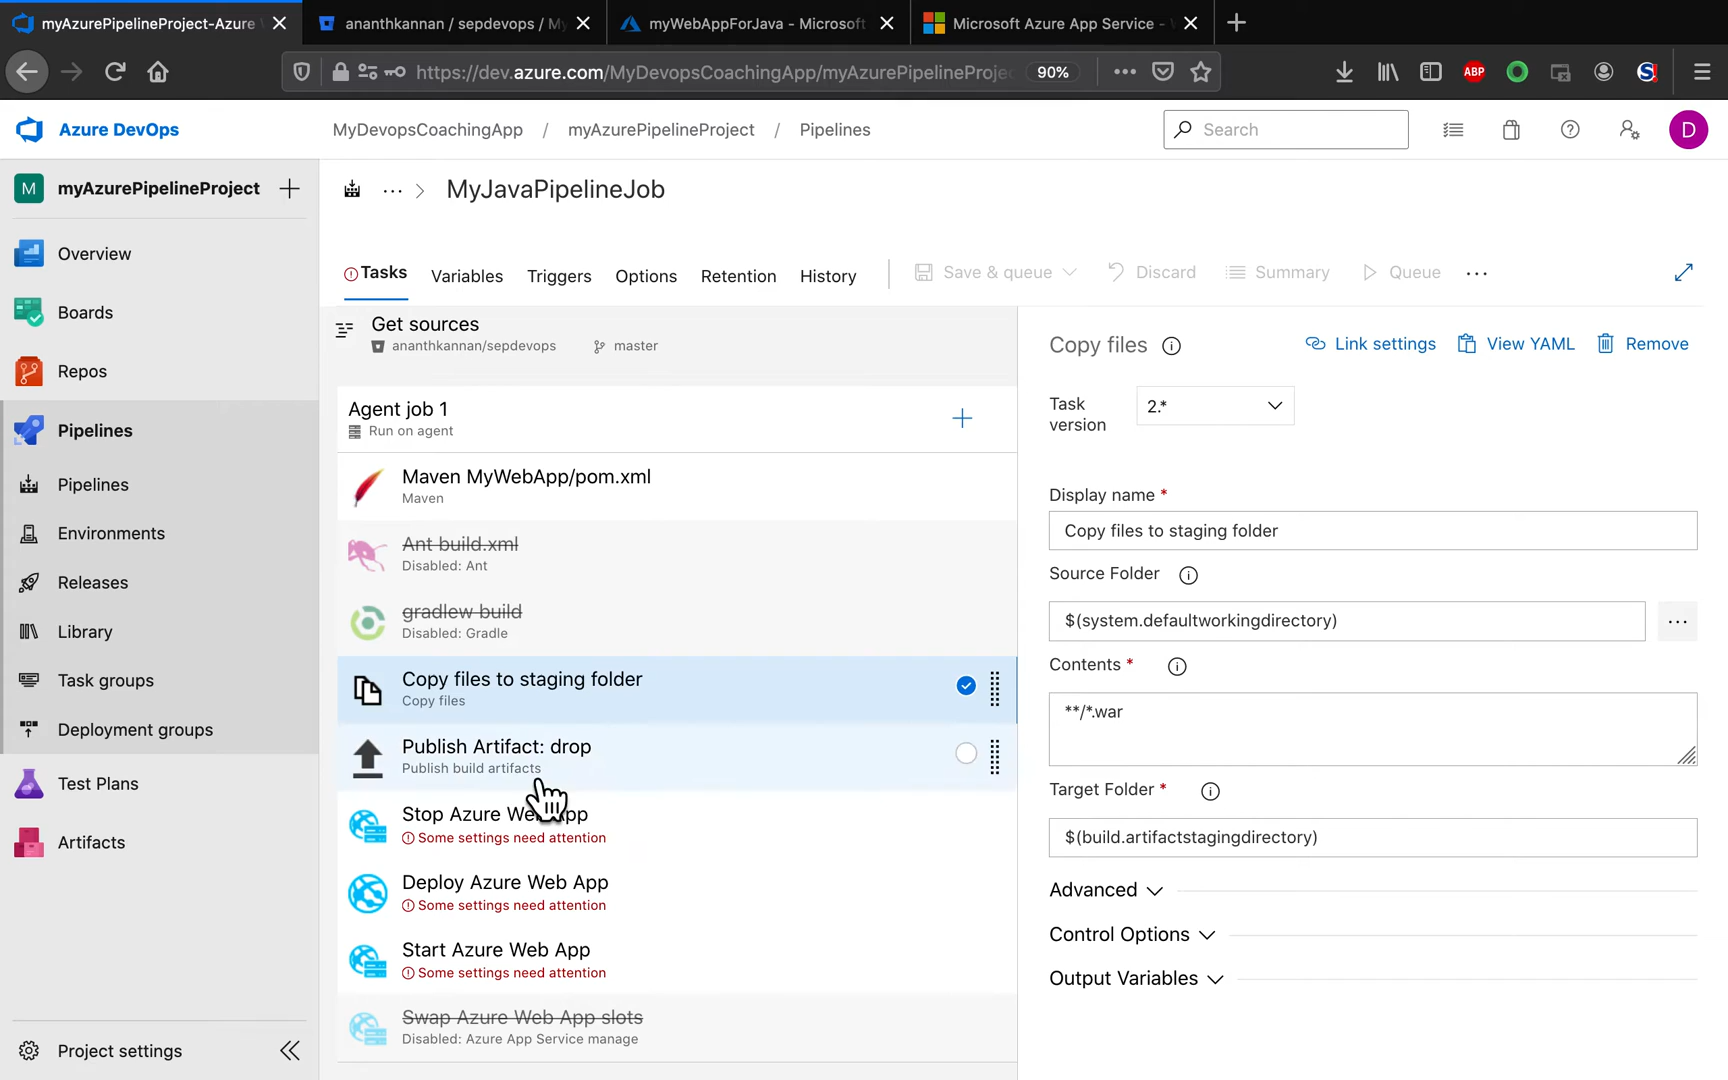 myAzurePipelineProject-Azure
ananthkannan / sepdevops / My
myWebAppForJava - Microsoft
Microsoft Azure App Service -
https://dev.azure.com/MyDevopsCoachingApp/myAzurePipelineProje
90%
ABP
S
Azure DevOps
MyDevopsCoachingApp / myAzurePipelineProject / Pipelines
Search
D
M myAzurePipelineProject
Overview
Boards
Repos
Pipelines
Pipelines
Environments
Releases
Library
Task groups
Deployment groups
Test Plans
Artifacts
Project settings
MyJavaPipelineJob
Tasks Variables Triggers Options Retention History
Save & queue Discard Summary Queue
Get sources
ananthkannan/sepdevops master
Agent job 1
Run on agent
Maven MyWebApp/pom.xml
Maven
Ant build.xml
Disabled: Ant
gradlew build
Disabled: Gradle
Copy files to staging folder
Copy files
Publish Artifact: drop
Publish build artifacts
Stop Azure Web App
Some settings need attention
Deploy Azure Web App
Some settings need attention
Start Azure Web App
Some settings need attention
Swap Azure Web App slots
Disabled: Azure App Service manage
Copy files
Link settings View YAML Remove
Task version
2.*
Display name *
Copy files to staging folder
Source Folder
$(system.defaultworkingdirectory)
Contents *
**/*.war
Target Folder *
$(build.artifactstagingdirectory)
Advanced
Control Options
Output Variables